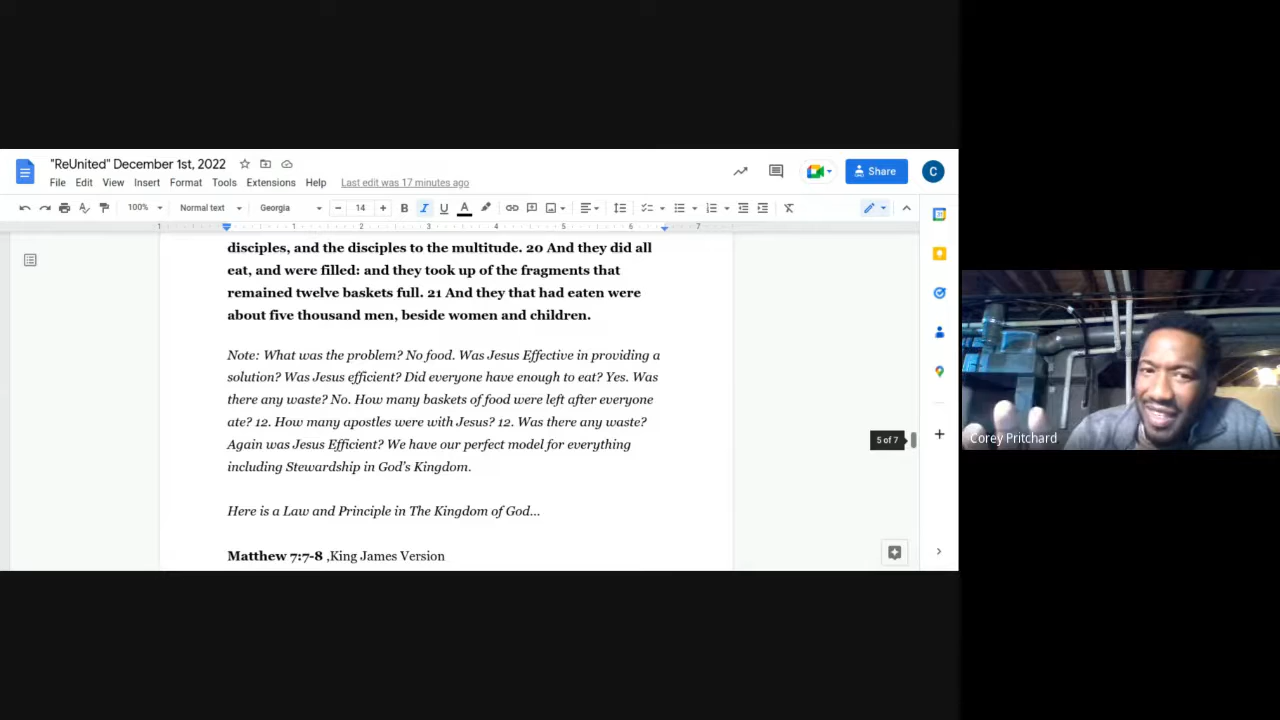 "ReUnited" December 1st, 2022
File Edit View Insert Format Tools Extensions Help Last edit was 17 minutes ago
Share
C
100% Normal text Georgia 14
B I U A
1 1 2 3 4 5 6 7
disciples, and the disciples to the multitude. 20 And they did all
eat, and were filled: and they took up of the fragments that
remained twelve baskets full. 21 And they that had eaten were
about five thousand men, beside women and children.
Note: What was the problem? No food. Was Jesus Effective in providing a
solution? Was Jesus efficient? Did everyone have enough to eat? Yes. Was
there any waste? No. How many baskets of food were left after everyone
ate? 12. How many apostles were with Jesus? 12. Was there any waste?
Again was Jesus Efficient? We have our perfect model for everything
including Stewardship in God's Kingdom.
Here is a Law and Principle in The Kingdom of God...
Matthew 7:7-8 ,King James Version
5 of 7
Corey Pritchard